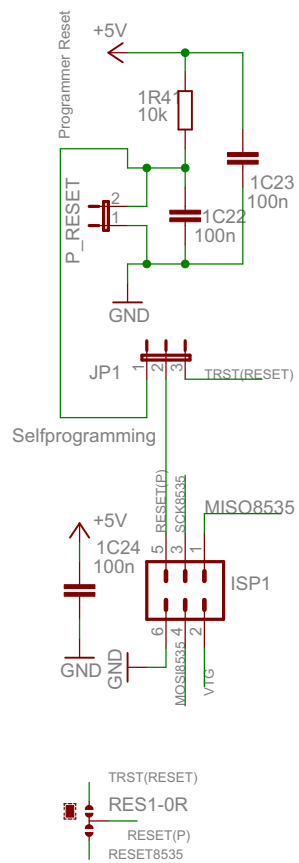 +5V
Programmer Reset
1R41
10k
1C23
100n
P_RESET
2
1
1C22
100n
GND
JP1
1
2
3
TRST(RESET)
Selfprogramming
RESET(P)
SCK8535
MISO8535
+5V
1C24
100n
5
3
1
ISP1
GND
GND
6
4
2
MOSI8535
VTG
TRST(RESET)
RES1-0R
RESET(P)
RESET8535